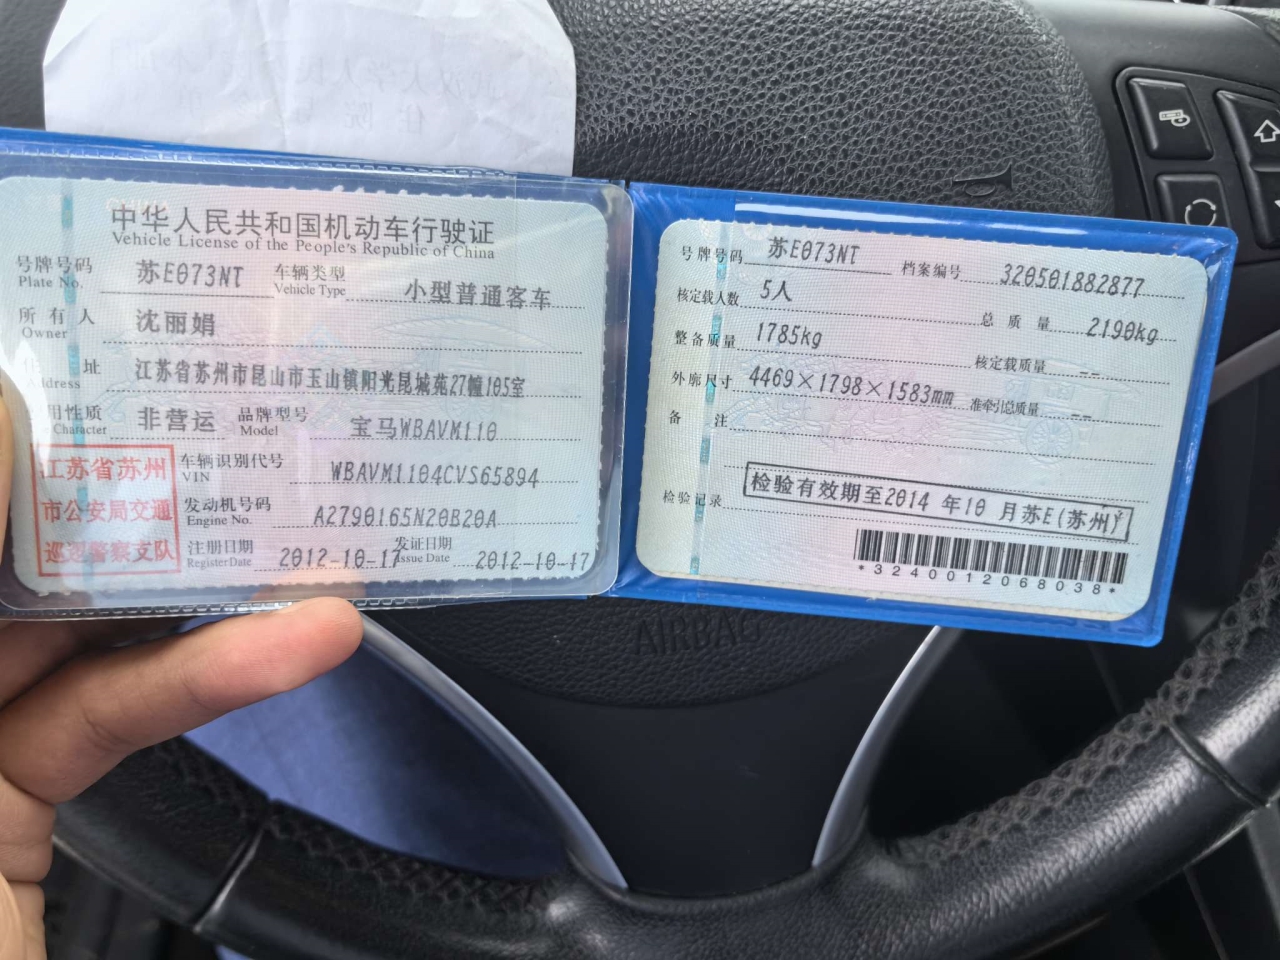 中华人民共和国机动车行驶证
Vehicle License of the People's Republic of China
号牌号码 苏E073NT 车辆类型 小型普通客车
Plate No. Vehicle Type
所有人 沈丽娟
Owner
住 址 江苏省苏州市昆山市玉山镇阳光昆城苑27幢105室
Address
用性质 非营运 品牌型号 宝马WBAVM110
Character Model
江苏省苏州
市公安局交通
巡逻警察支队
车辆识别代号 WBAVM1104CVS65894
VIN
发动机号码 A2790165N20B20A
Engine No.
注册日期 2012-10-17 发证日期 2012-10-17
Register Date Issue Date
号牌号码 苏E073NT 档案编号 320501882877
核定载人数 5人 总质量 2190kg
整备质量 1785kg 核定载质量 --
外廓尺寸 4469×1798×1583mm 准牵引总质量 --
备 注
检验记录
检验有效期至2014 年10 月苏E(苏州)
*3240012068038*
AIRBAG